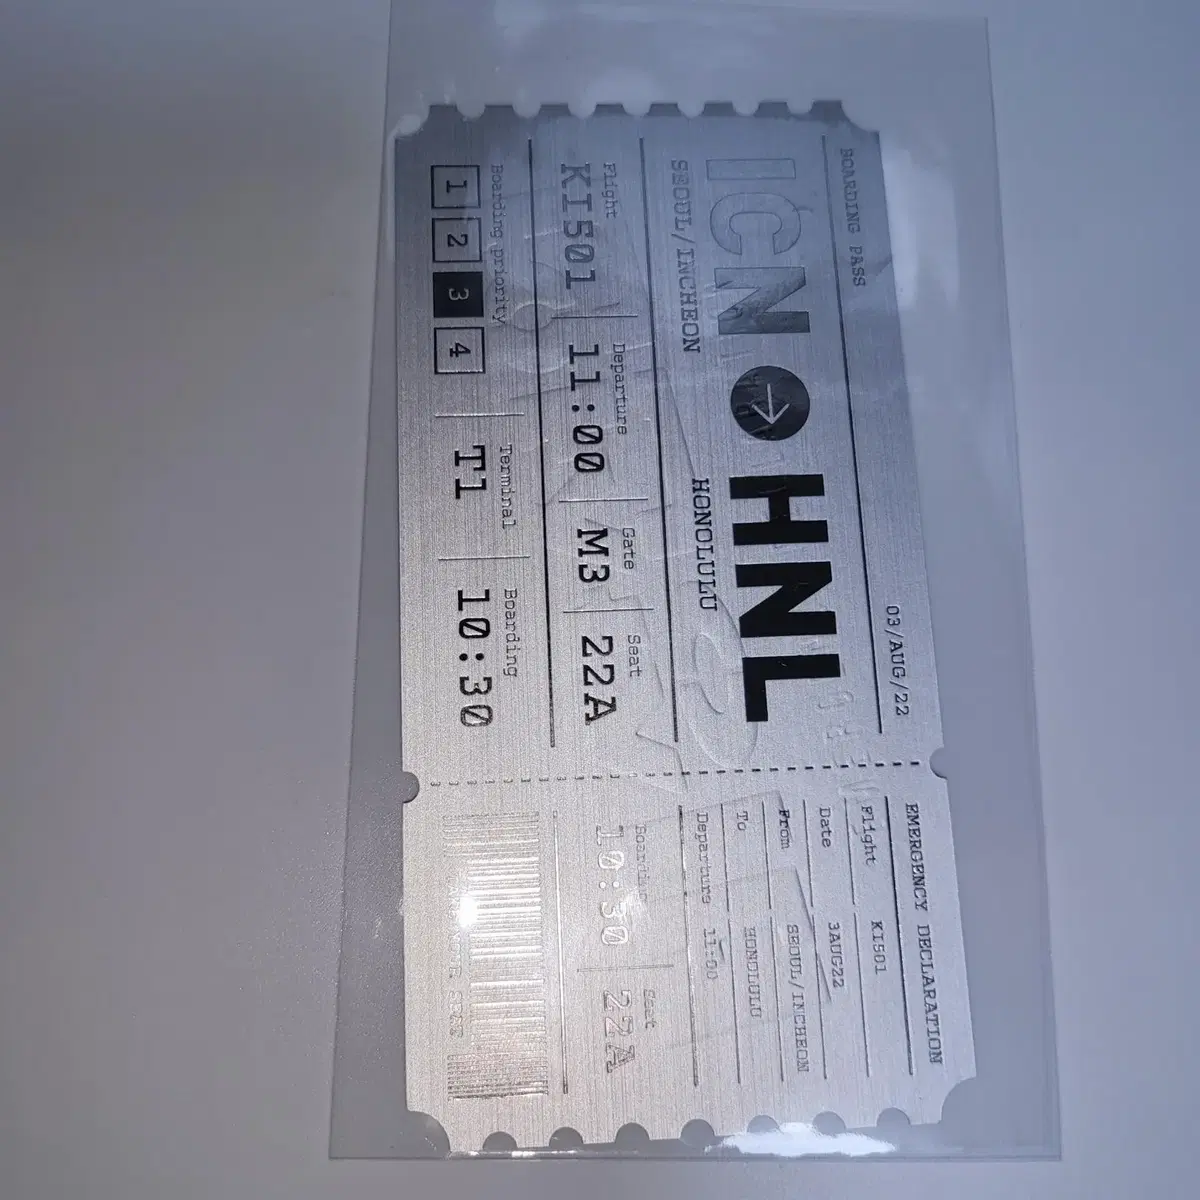 BOARDING PASS 03/AUG/22
ICN HNL
SEOUL/INCHEON HONOLULU
Flight Departure Gate Seat
KI501 11:00 M3 22A
Boarding priority Terminal Boarding
1 2 3 4 T1 10:30
EMERGENCY DECLARATION
Flight KI501
Date 3AUG22
From SEOUL/INCHEON
To HONOLULU
Departure 11:00
Boarding Seat
10:30 22A